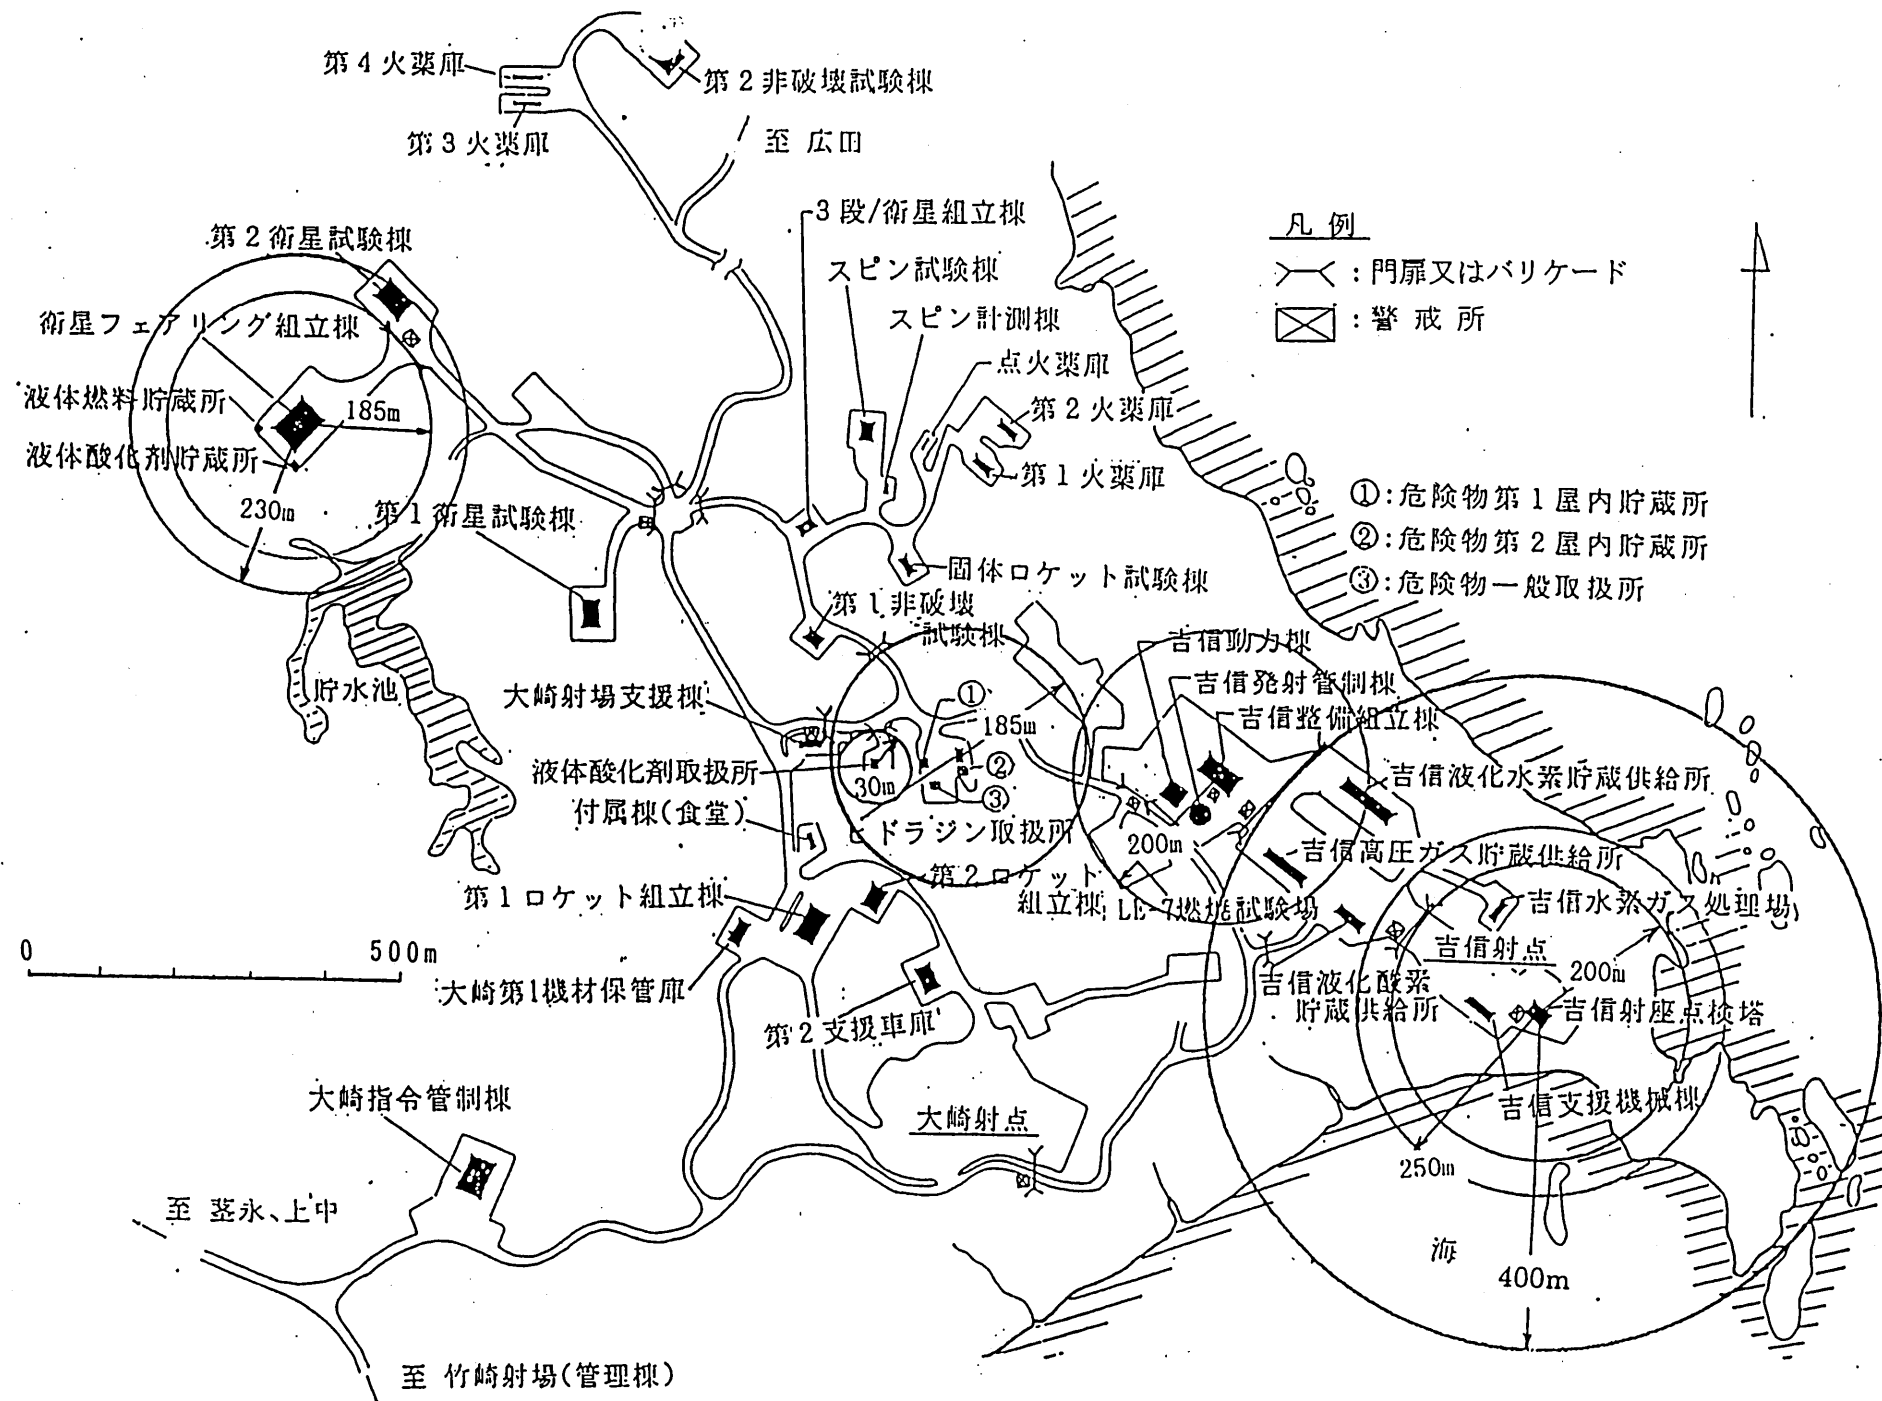 第4火薬庫
第2非破壊試験棟
第3火薬庫
至 広田
3段/衛星組立棟
凡 例
第2衛星試験棟
スピン試験棟
：門扉又はバリケード
衛星フェアリング組立棟
スピン計測棟
：警 戒 所
点火薬庫
液体燃料貯蔵所
185m
第2火薬庫
液体酸化剤貯蔵所
第1火薬庫
①：危険物第1屋内貯蔵所
230m
第1衛星試験棟
②：危険物第2屋内貯蔵所
固体ロケット試験棟
③：危険物一般取扱所
第1非破壊
試験棟
吉信動力棟
貯水池
大崎射場支援棟
①
吉信発射管制棟
185m
吉信整備組立棟
液体酸化剤取扱所
30m
②
吉信液化水素貯蔵供給所
③
付属棟(食堂)
ヒドラジン取扱所
200m
吉信高圧ガス貯蔵供給所
第1ロケット組立棟
第2ロケット
組立棟
LE-7燃焼試験場
吉信水素ガス処理場
0
500m
吉信射点
大崎第1機材保管庫
吉信液化酸素
貯蔵供給所
200m
吉信射座点検塔
第2支援車庫
大崎指令管制棟
大崎射点
吉信支援機械棟
250m
至 茎永、上中
海
400m
至 竹崎射場(管理棟)